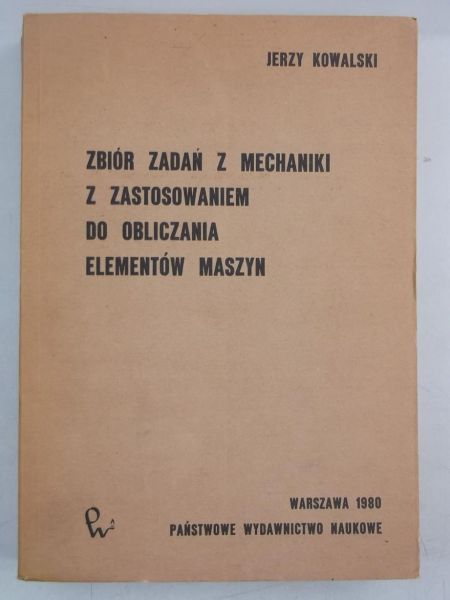 JERZY KOWALSKI
ZBIÓR ZADAŃ Z MECHANIKI
Z ZASTOSOWANIEM
DO OBLICZANIA
ELEMENTÓW MASZYN
WARSZAWA 1980
PAŃSTWOWE WYDAWNICTWO NAUKOWE